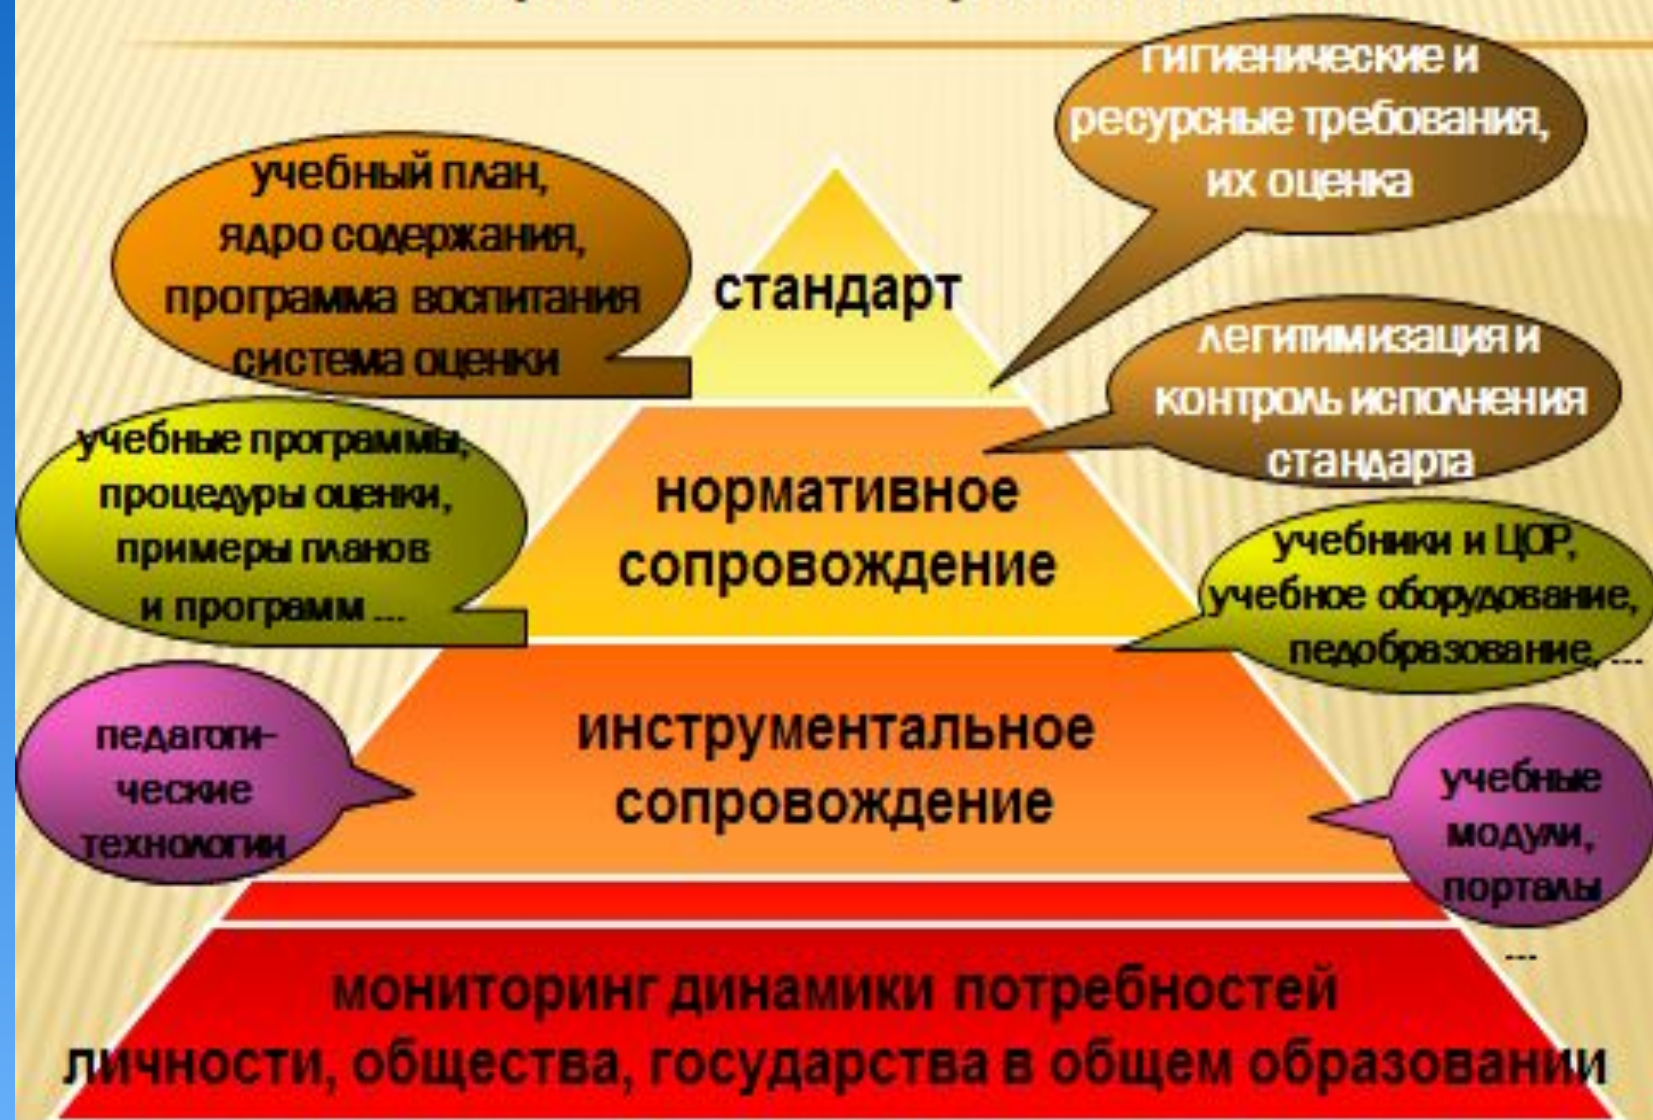 гигиенические и
ресурсные требования,
их оценка
учебный план,
ядро содержания,
программа воспитания
система оценки
стандарт
легитимизация и
контроль исполнения
стандарта
учебные программы,
процедуры оценки,
примеры планов
и программ ...
нормативное
сопровождение
учебники и ЦОР,
учебное оборудование,
педобразование, ...
педагоги-
ческие
технологии
инструментальное
сопровождение
учебные
модули,
порталы
...
мониторинг динамики потребностей
личности, общества, государства в общем образовании